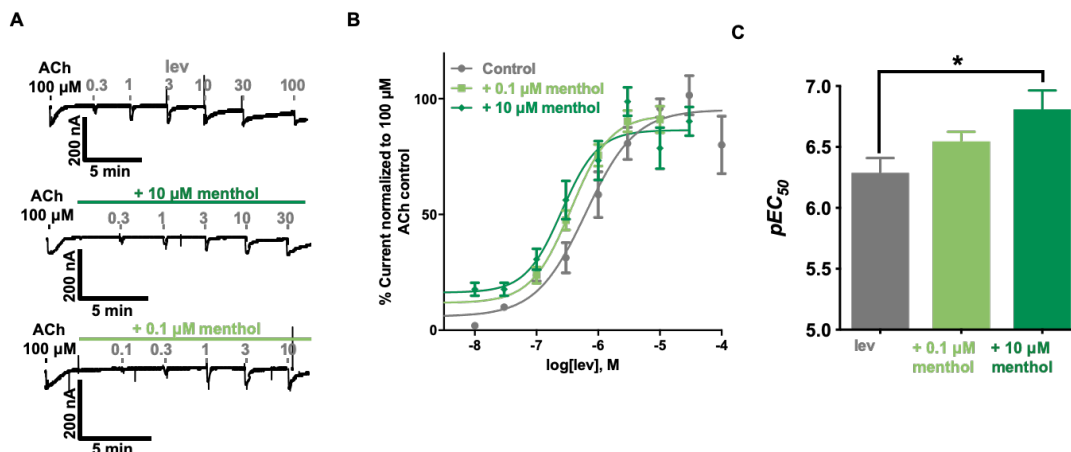 A
ACh
100 µM
lev
0.3 1 3 10 30 100
200 nA
5 min
ACh
100 µM
+ 10 µM menthol
0.3 1 3 10 30
200 nA
5 min
ACh
100 µM
+ 0.1 µM menthol
0.1 0.3 1 3 10
200 nA
5 min
B
% Current normalized to 100 µM
ACh control
100
50
0
Control
+ 0.1 µM menthol
+ 10 µM menthol
-8 -7 -6 -5 -4
log[lev], M
C
*
pEC50
7.0
6.5
6.0
5.5
5.0
lev
+ 0.1 µM
menthol
+ 10 µM
menthol